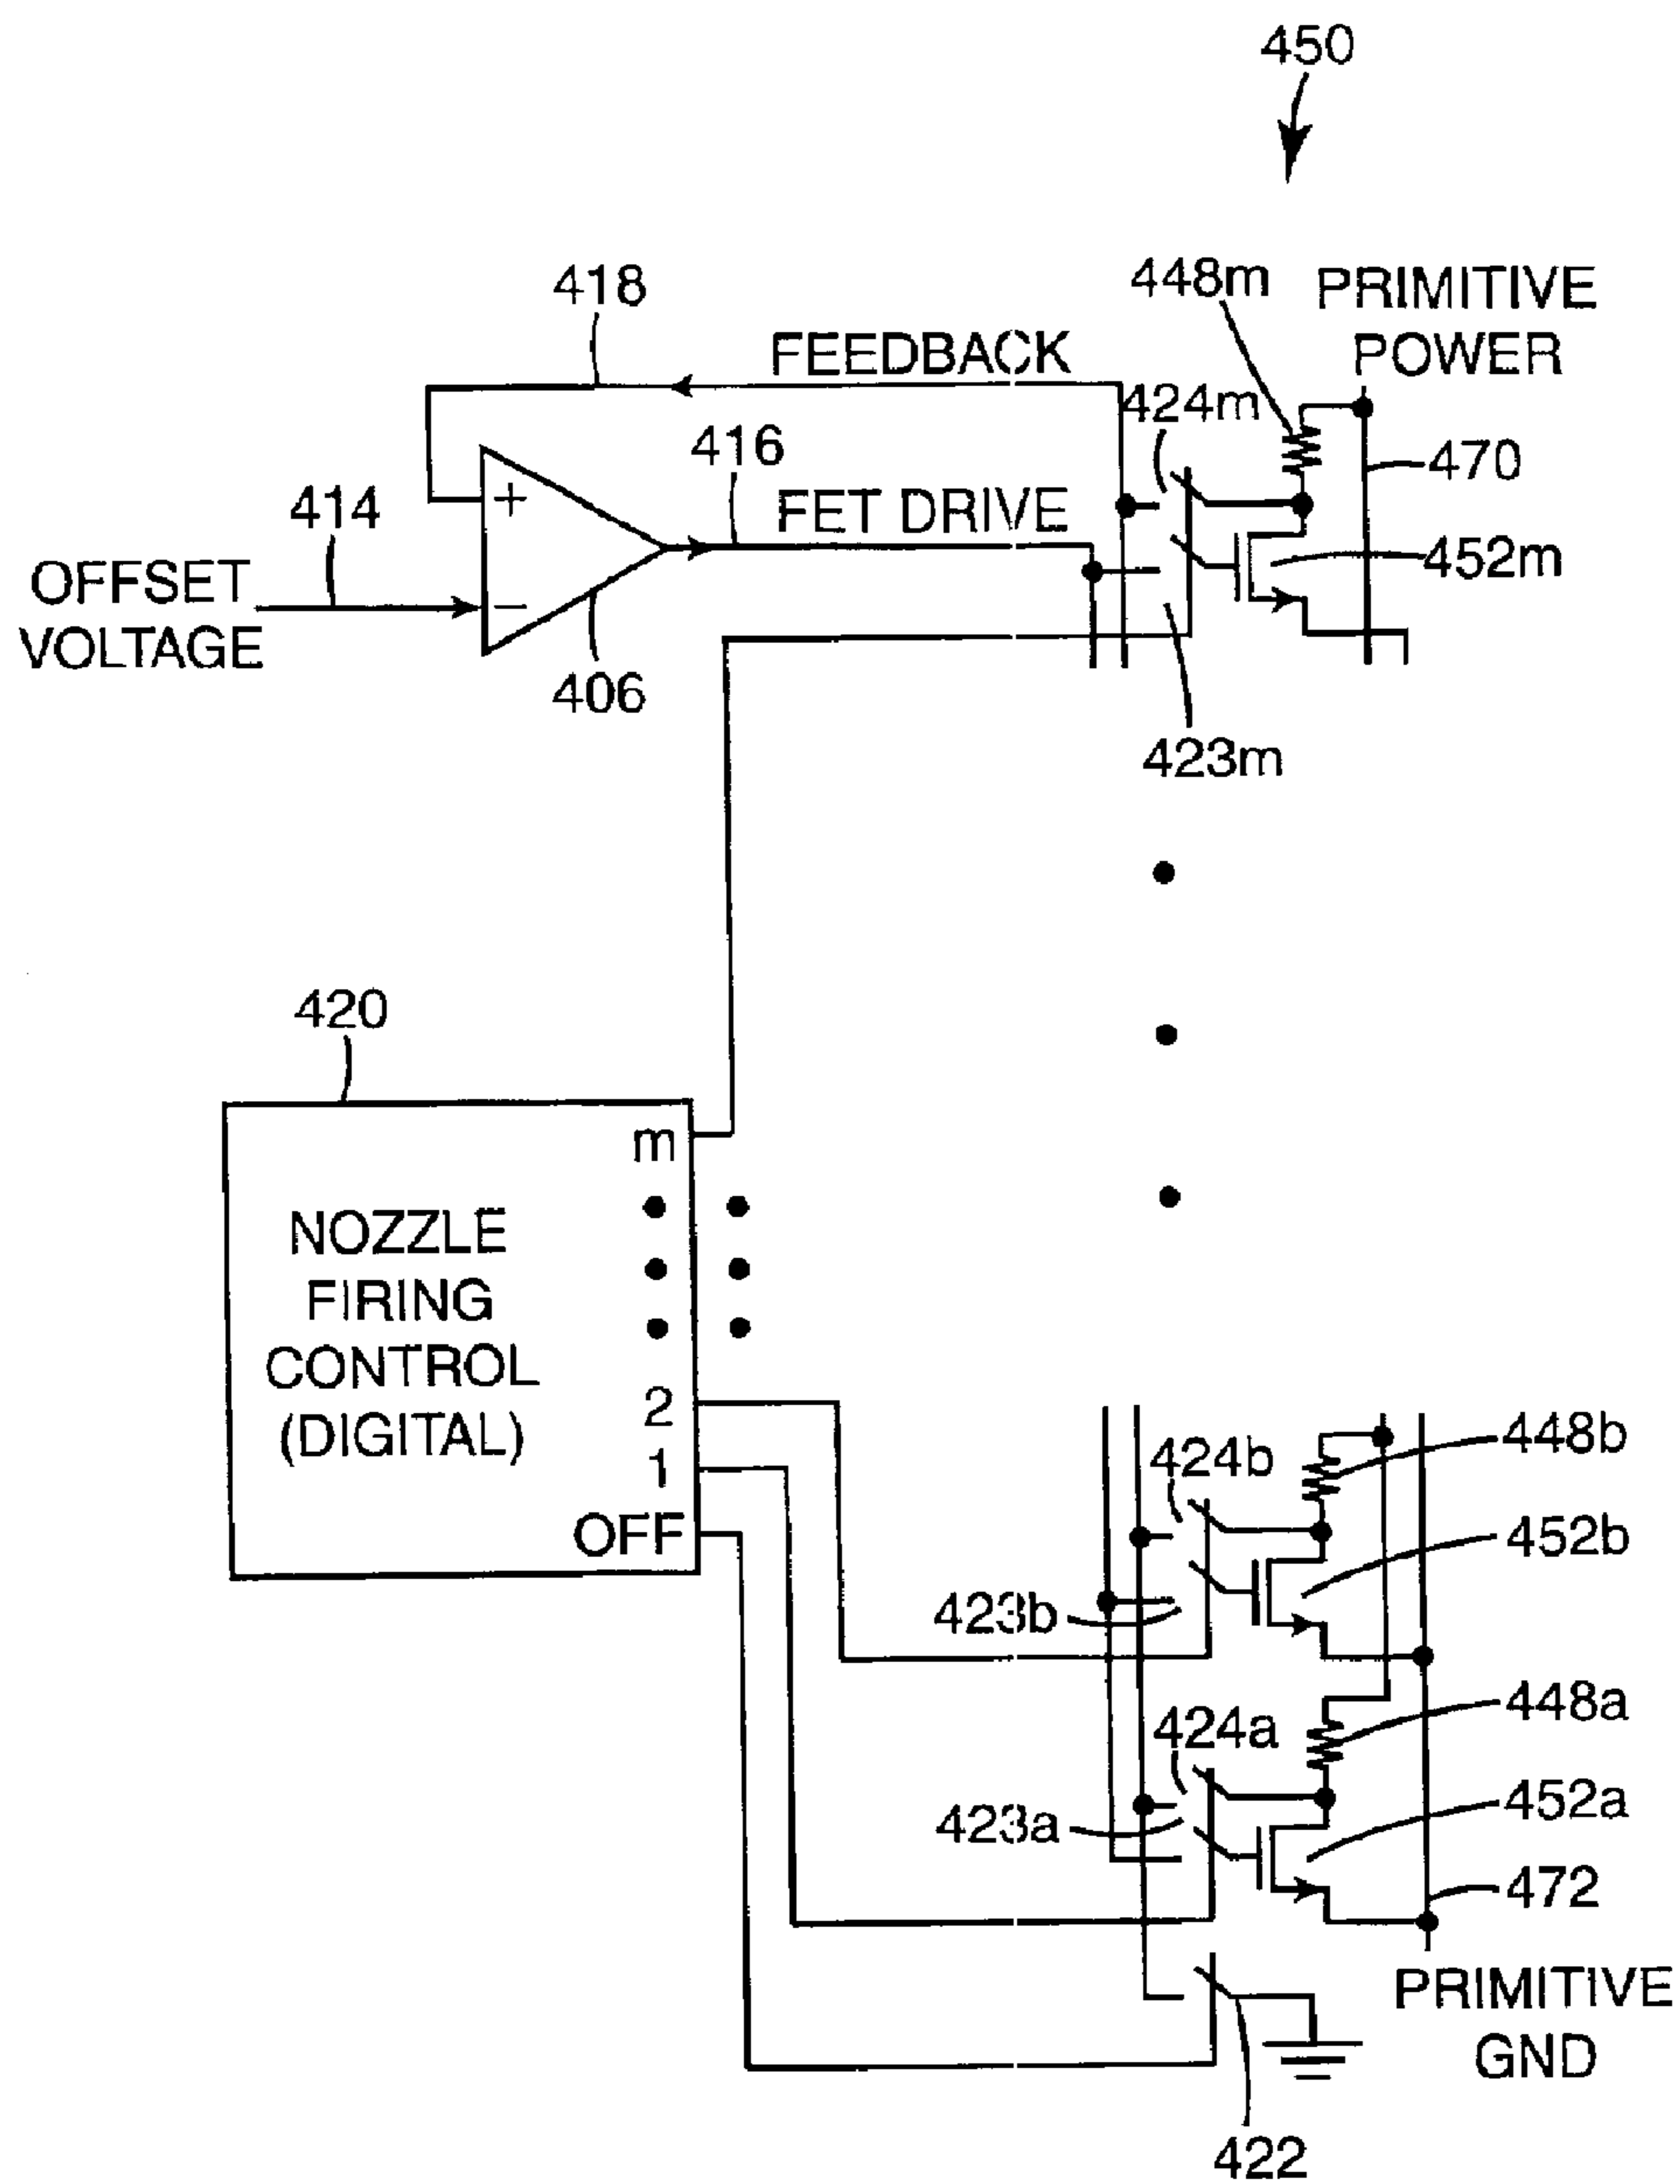 450
418
FEEDBACK
448m
PRIMITIVE
POWER
424m
416
FET DRIVE
470
414
+
OFFSET
VOLTAGE
−
452m
406
423m
420
m
NOZZLE
FIRING
CONTROL
(DIGITAL)
2
1
OFF
424b
448b
452b
423b
448a
424a
452a
423a
472
PRIMITIVE
GND
422